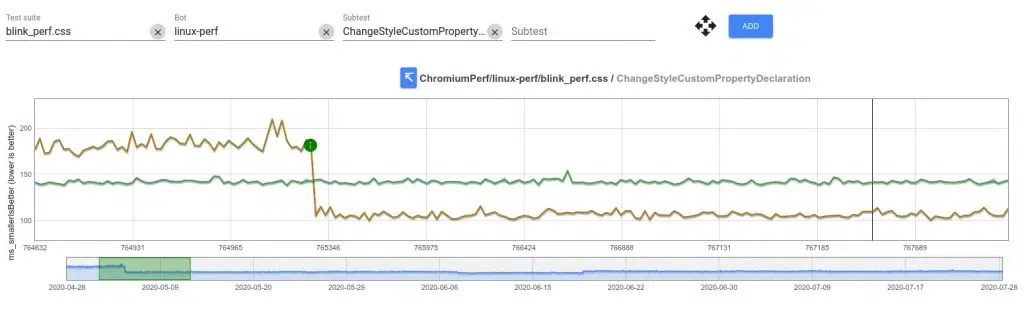 Test suite
blink_perf.css
Bot
linux-perf
Subtest
ChangeStyleCustomProperty...
Subtest
ADD
ChromiumPerf/linux-perf/blink_perf.css / ChangeStyleCustomPropertyDeclaration
ms_smallerIsBetter (lower is better)
200
150
100
764632 764931 764965 765346 765975 766424 766888 767131 767185 767689
2020-04-28 2020-05-09 2020-05-20 2020-05-29 2020-06-06 2020-06-15 2020-06-22 2020-06-30 2020-07-09 2020-07-17 2020-07-28